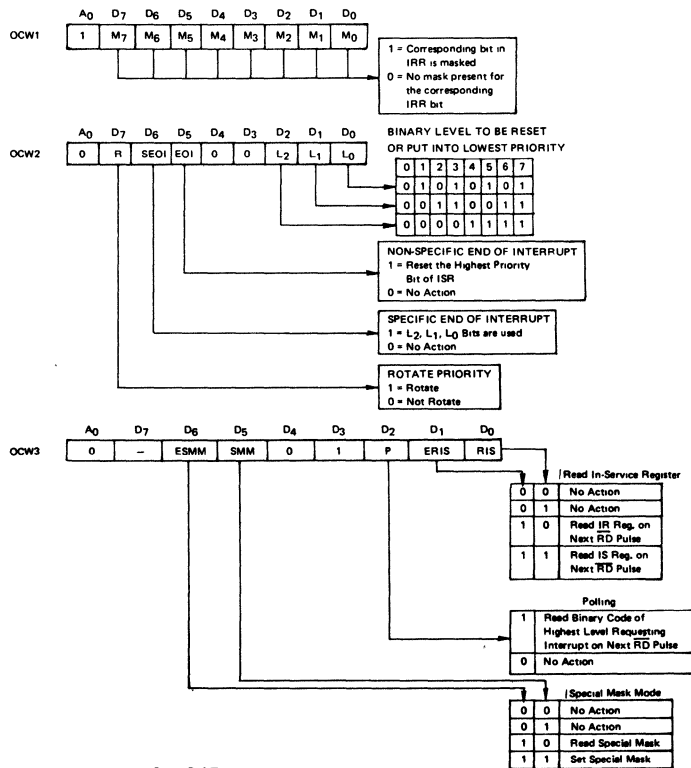 A0 D7 D6 D5 D4 D3 D2 D1 D0
OCW1 1 M7 M6 M5 M4 M3 M2 M1 M0
1 = Corresponding bit in
IRR is masked
0 = No mask present for
the corresponding
IRR bit
A0 D7 D6 D5 D4 D3 D2 D1 D0
OCW2 0 R SEOI EOI 0 0 L2 L1 L0
BINARY LEVEL TO BE RESET
OR PUT INTO LOWEST PRIORITY
0 1 2 3 4 5 6 7
0 1 0 1 0 1 0 1
0 0 1 1 0 0 1 1
0 0 0 0 1 1 1 1
NON-SPECIFIC END OF INTERRUPT
1 = Reset the Highest Priority
Bit of ISR
0 = No Action
SPECIFIC END OF INTERRUPT
1 = L2, L1, L0 Bits are used
0 = No Action
ROTATE PRIORITY
1 = Rotate
0 = Not Rotate
A0 D7 D6 D5 D4 D3 D2 D1 D0
OCW3 0 – ESMM SMM 0 1 P ERIS RIS
Read In-Service Register
0 0 No Action
0 1 No Action
1 0 Read IR Reg. on
Next RD Pulse
1 1 Read IS Reg. on
Next RD Pulse
Polling
1 Read Binary Code of
Highest Level Requesting
Interrupt on Next RD Pulse
0 No Action
Special Mask Mode
0 0 No Action
0 1 No Action
1 0 Read Special Mask
1 1 Set Special Mask